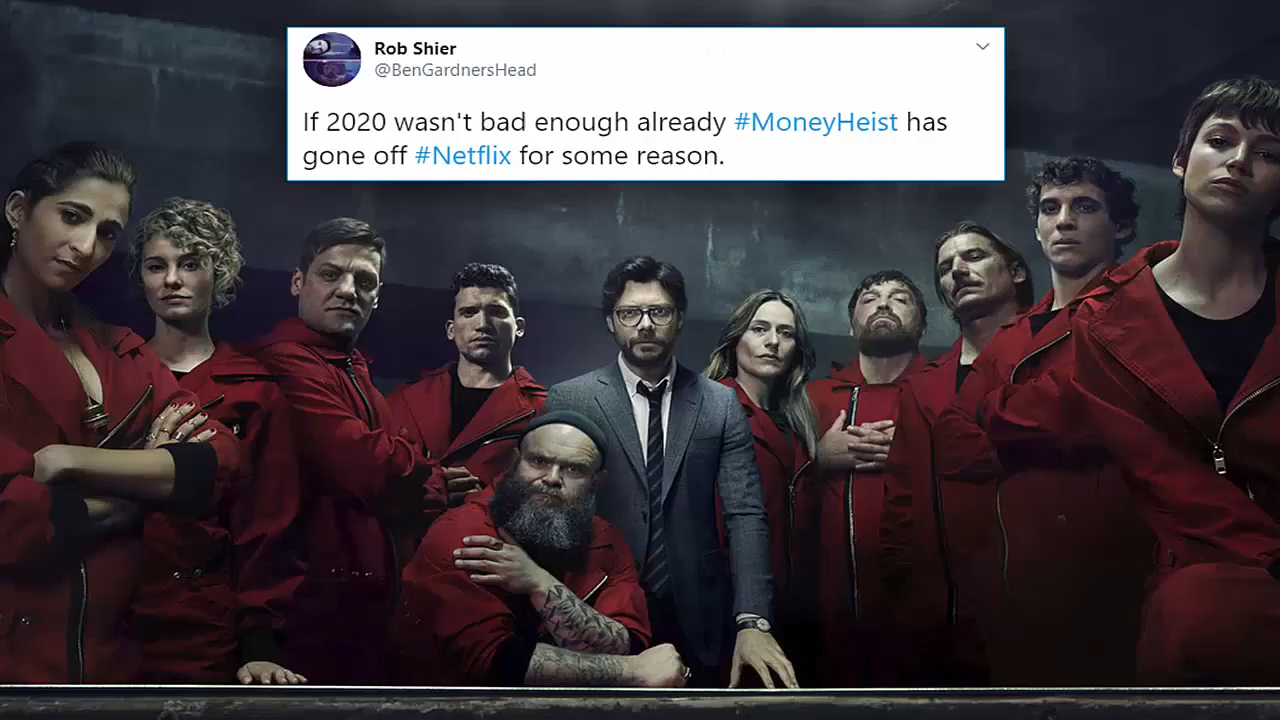 Rob Shier
@BenGardnersHead
If 2020 wasn't bad enough already #MoneyHeist has
gone off #Netflix for some reason.